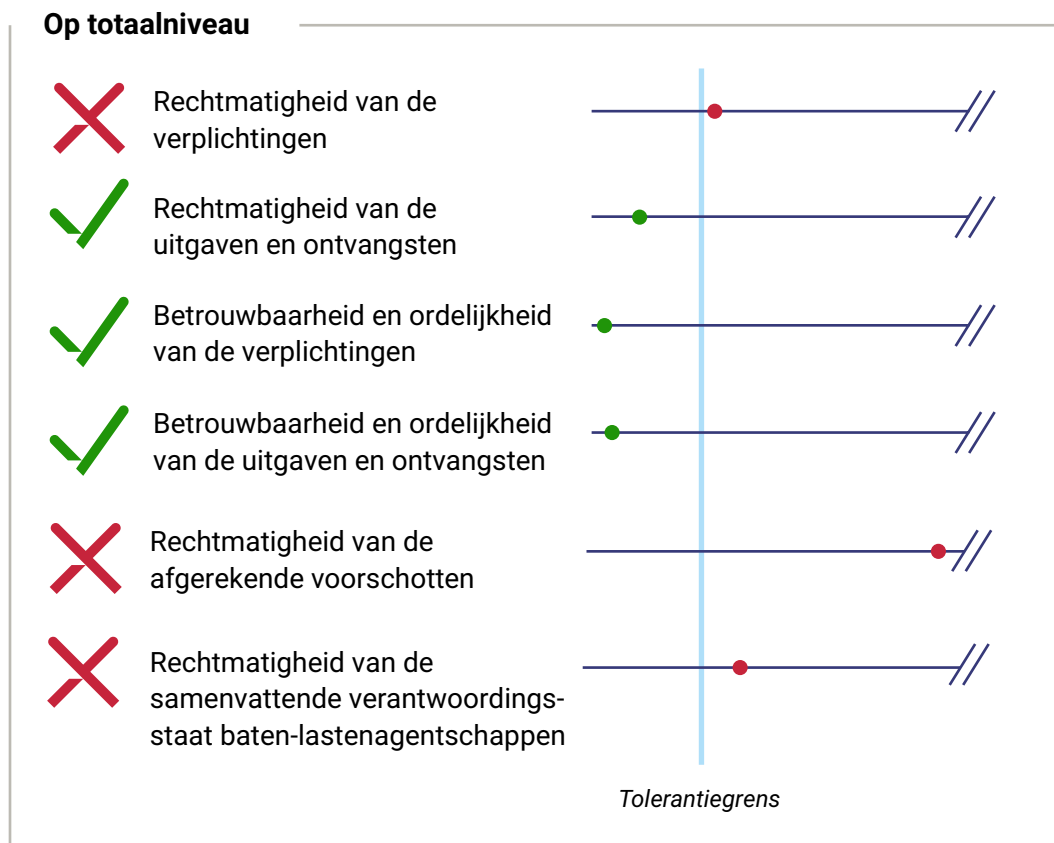 Op totaalniveau
Rechtmatigheid van de
verplichtingen
Rechtmatigheid van de
uitgaven en ontvangsten
Betrouwbaarheid en ordelijkheid
van de verplichtingen
Betrouwbaarheid en ordelijkheid
van de uitgaven en ontvangsten
Rechtmatigheid van de
afgerekende voorschotten
Rechtmatigheid van de
samenvattende verantwoordings-
staat baten-lastenagentschappen
Tolerantiegrens